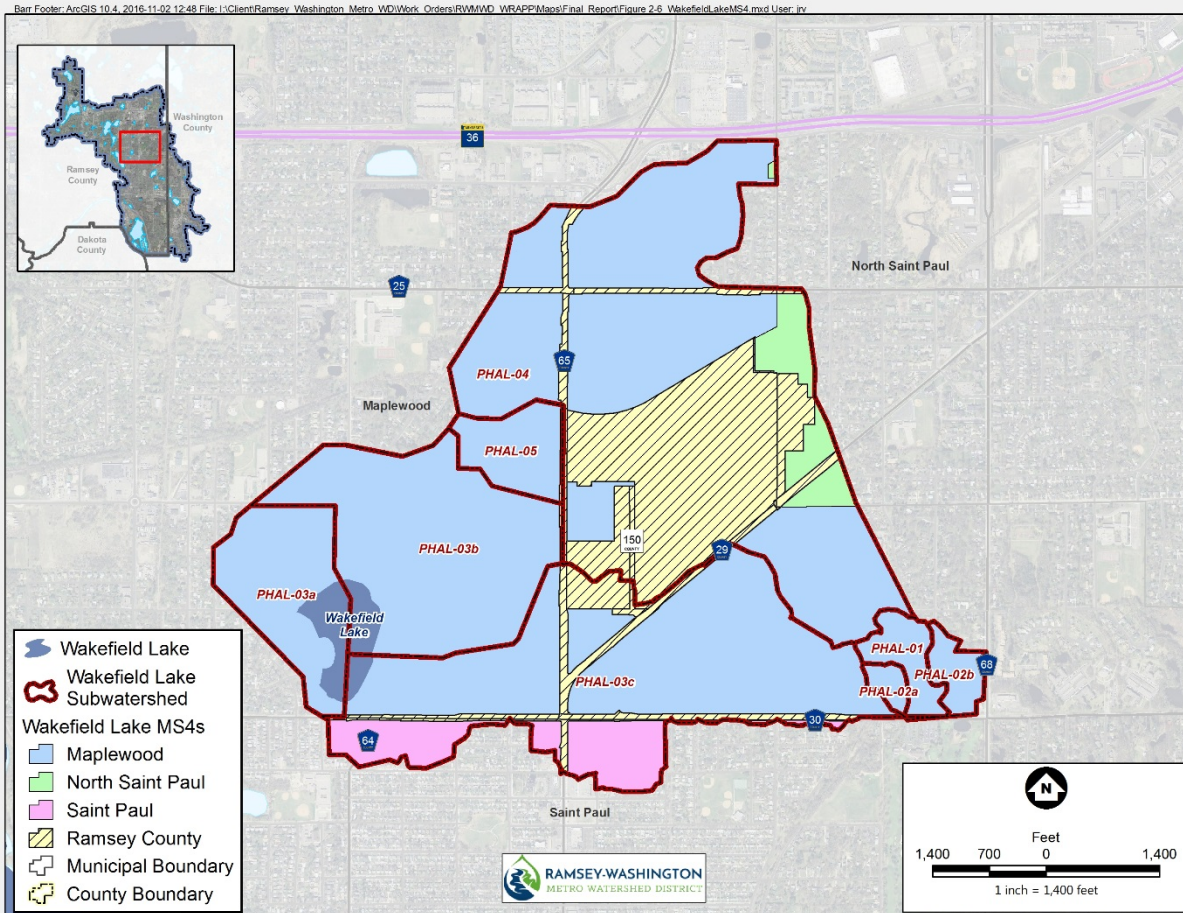 Barr Footer: ArcGIS 10.4, 2016-11-02 12:48 File: I:\Client\Ramsey_Washington_Metro_WD\Work_Orders\RWMWD_WRAPP\Maps\Final_Report\Figure 2-6_WakefieldLakeMS4.mxd User: jrv
Washington
County
Ramsey
County
Dakota
County
36
25
North Saint Paul
65
PHAL-04
Maplewood
PHAL-05
150
COUNTY
29
PHAL-03b
PHAL-03a
Wakefield
Lake
PHAL-01
68
PHAL-02b
PHAL-03c
PHAL-02a
30
64
Saint Paul
Wakefield Lake
Wakefield Lake
Subwatershed
Wakefield Lake MS4s
Maplewood
North Saint Paul
Saint Paul
Ramsey County
Municipal Boundary
County Boundary
RAMSEY-WASHINGTON
METRO WATERSHED DISTRICT
N
Feet
1,400 700 0 1,400
1 inch = 1,400 feet